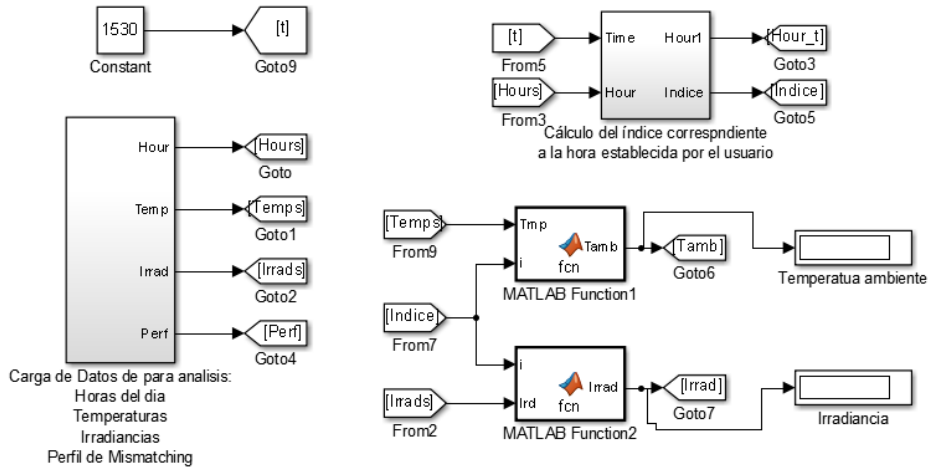 1530
[t]
Constant
Goto9
Hour
[Hours]
Goto
Temp
[Temps]
Goto1
Irrad
[Irrads]
Goto2
Perf
[Perf]
Goto4
Carga de Datos de para analisis:
Horas del dia
Temperaturas
Irradiancias
Perfil de Mismatching
[t]
From5
Time
Hour1
[Hour_t]
Goto3
[Hours]
From3
Hour
Indice
[Indice]
Goto5
Cálculo del índice correspndiente
a la hora establecida por el usuario
[Temps]
From9
Tmp
i
fcn
Tamb
MATLAB Function1
[Tamb]
Goto6
Temperatua ambiente
[Indice]
From7
i
Ird
fcn
Irrad
MATLAB Function2
[Irrads]
From2
[Irrad]
Goto7
Irradiancia